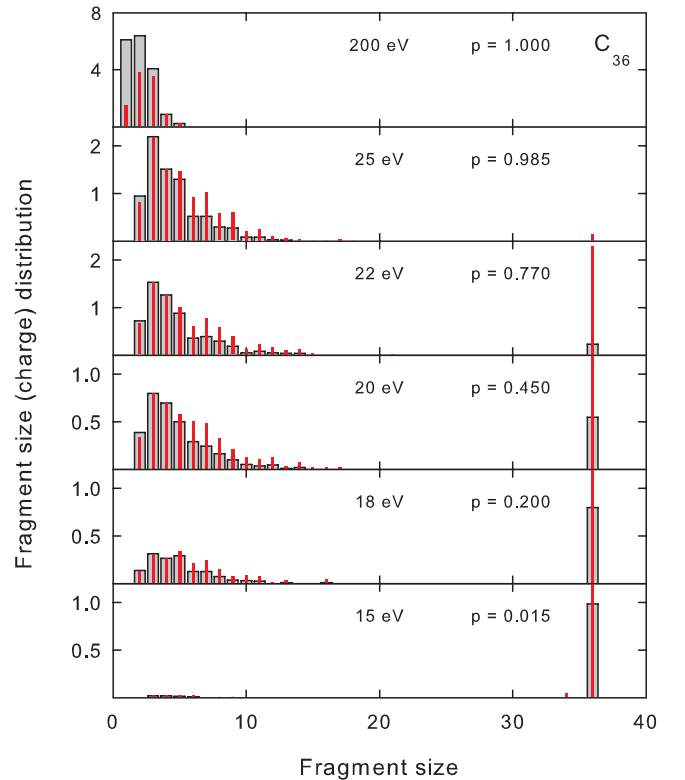 8
4
200 eV
p = 1.000
C36
2
1
25 eV
p = 0.985
2
1
22 eV
p = 0.770
1.0
0.5
20 eV
p = 0.450
1.0
0.5
18 eV
p = 0.200
1.0
0.5
15 eV
p = 0.015
0
10
20
30
40
Fragment size
Fragment size (charge) distribution